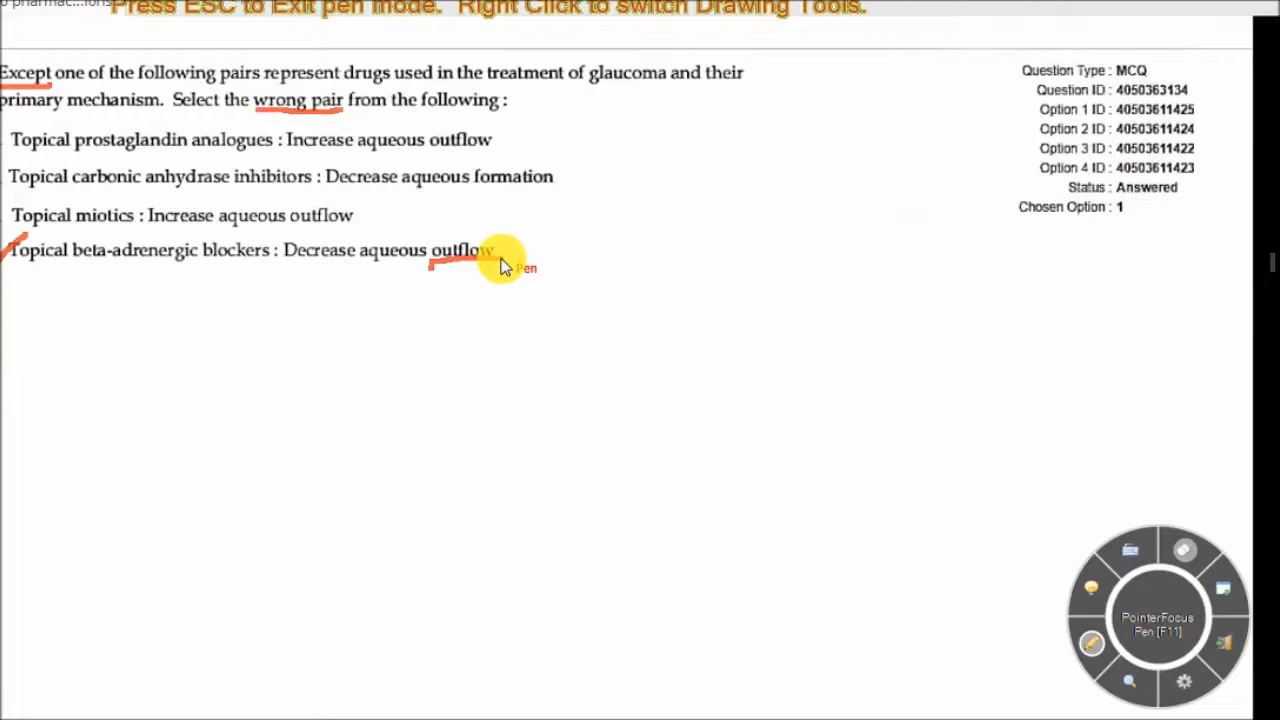 Press ESC to Exit pen mode. Right Click to switch Drawing Tools.
Except one of the following pairs represent drugs used in the treatment of glaucoma and their
primary mechanism. Select the wrong pair from the following :
Topical prostaglandin analogues : Increase aqueous outflow
Topical carbonic anhydrase inhibitors : Decrease aqueous formation
Topical miotics : Increase aqueous outflow
Topical beta-adrenergic blockers : Decrease aqueous outflow
Pen
Question Type : MCQ
Question ID : 4050363134
Option 1 ID : 40503611425
Option 2 ID : 40503611424
Option 3 ID : 40503611422
Option 4 ID : 40503611423
Status : Answered
Chosen Option : 1
PointerFocus
Pen [F11]